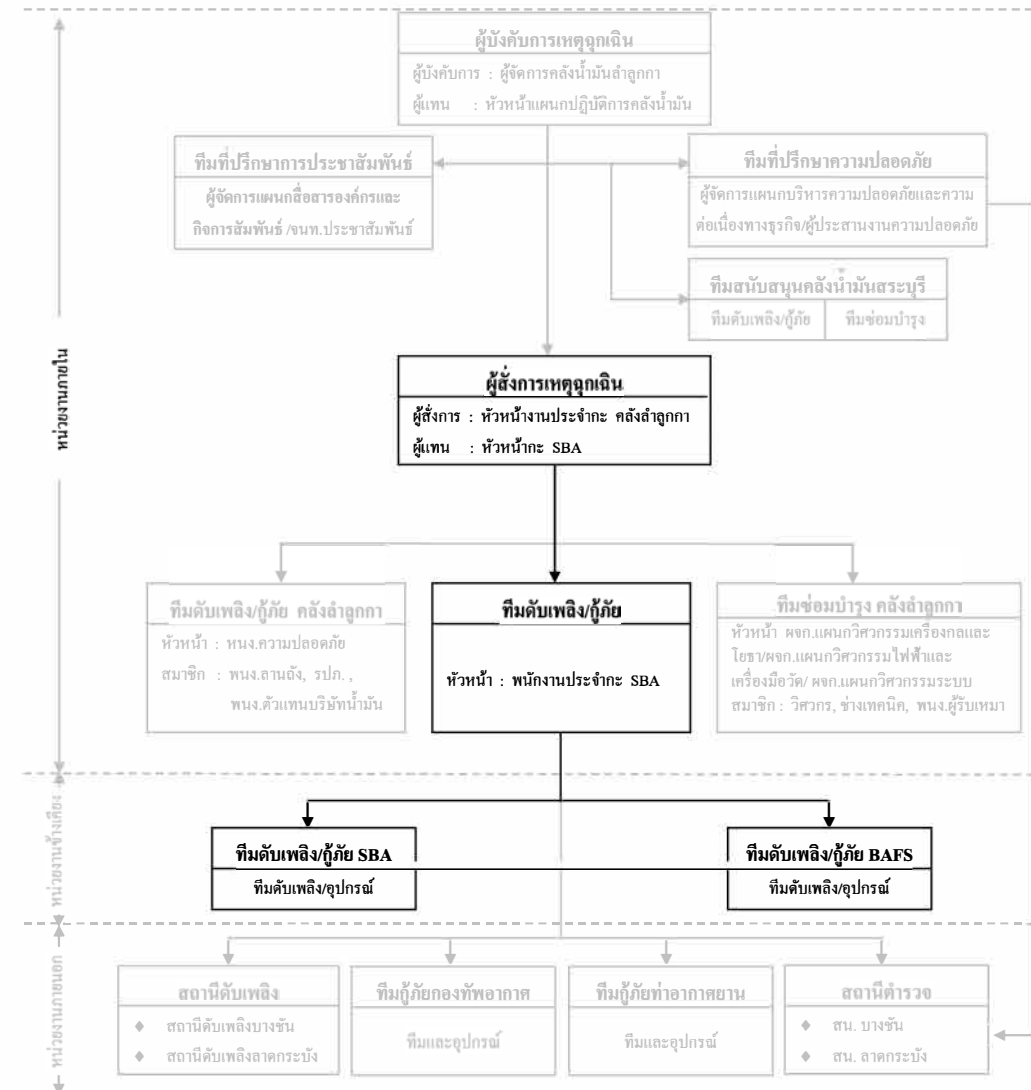 ผู้บังคับการเหตุฉุกเฉิน
ผู้บังคับการ : ผู้จัดการคลังน้ำมันลำลูกกา
ผู้แทน : หัวหน้าแผนกปฏิบัติการคลังน้ำมัน
ทีมที่ปรึกษาการประชาสัมพันธ์
ผู้จัดการแผนกสื่อสารองค์กรและ
กิจการสัมพันธ์ /จนท.ประชาสัมพันธ์
ทีมที่ปรึกษาความปลอดภัย
ผู้จัดการแผนกบริหารความปลอดภัยและความ
ต่อเนื่องทางธุรกิจ/ผู้ประสานงานความปลอดภัย
ทีมสนับสนุนคลังน้ำมันสระบุรี
ทีมดับเพลิง/กู้ภัย ทีมซ่อมบำรุง
หน่วยงานภายใน
ผู้สั่งการเหตุฉุกเฉิน
ผู้สั่งการ : หัวหน้างานประจำกะ คลังลำลูกกา
ผู้แทน : หัวหน้ากะ SBA
ทีมดับเพลิง/กู้ภัย คลังลำลูกกา
หัวหน้า : หนง.ความปลอดภัย
สมาชิก : พนง.ลานถัง, รปภ. ,
พนง.ตัวแทนบริษัทน้ำมัน
ทีมดับเพลิง/กู้ภัย
หัวหน้า : พนักงานประจำกะ SBA
ทีมซ่อมบำรุง คลังลำลูกกา
หัวหน้า ผจก.แผนกวิศวกรรมเครื่องกลและ
โยธา/ผจก.แผนกวิศวกรรมไฟฟ้าและ
เครื่องมือวัด/ ผจก.แผนกวิศวกรรมระบบ
สมาชิก : วิศวกร, ช่างเทคนิค, พนง.ผู้รับเหมา
หน่วยงานข้างเคียง
ทีมดับเพลิง/กู้ภัย SBA
ทีมดับเพลิง/อุปกรณ์
ทีมดับเพลิง/กู้ภัย BAFS
ทีมดับเพลิง/อุปกรณ์
หน่วยงานภายนอก
สถานีดับเพลิง
♦ สถานีดับเพลิงบางชัน
♦ สถานีดับเพลิงลาดกระบัง
ทีมกู้ภัยกองทัพอากาศ
ทีมและอุปกรณ์
ทีมกู้ภัยท่าอากาศยาน
ทีมและอุปกรณ์
สถานีตำรวจ
♦ สน. บางชัน
♦ สน. ลาดกระบัง